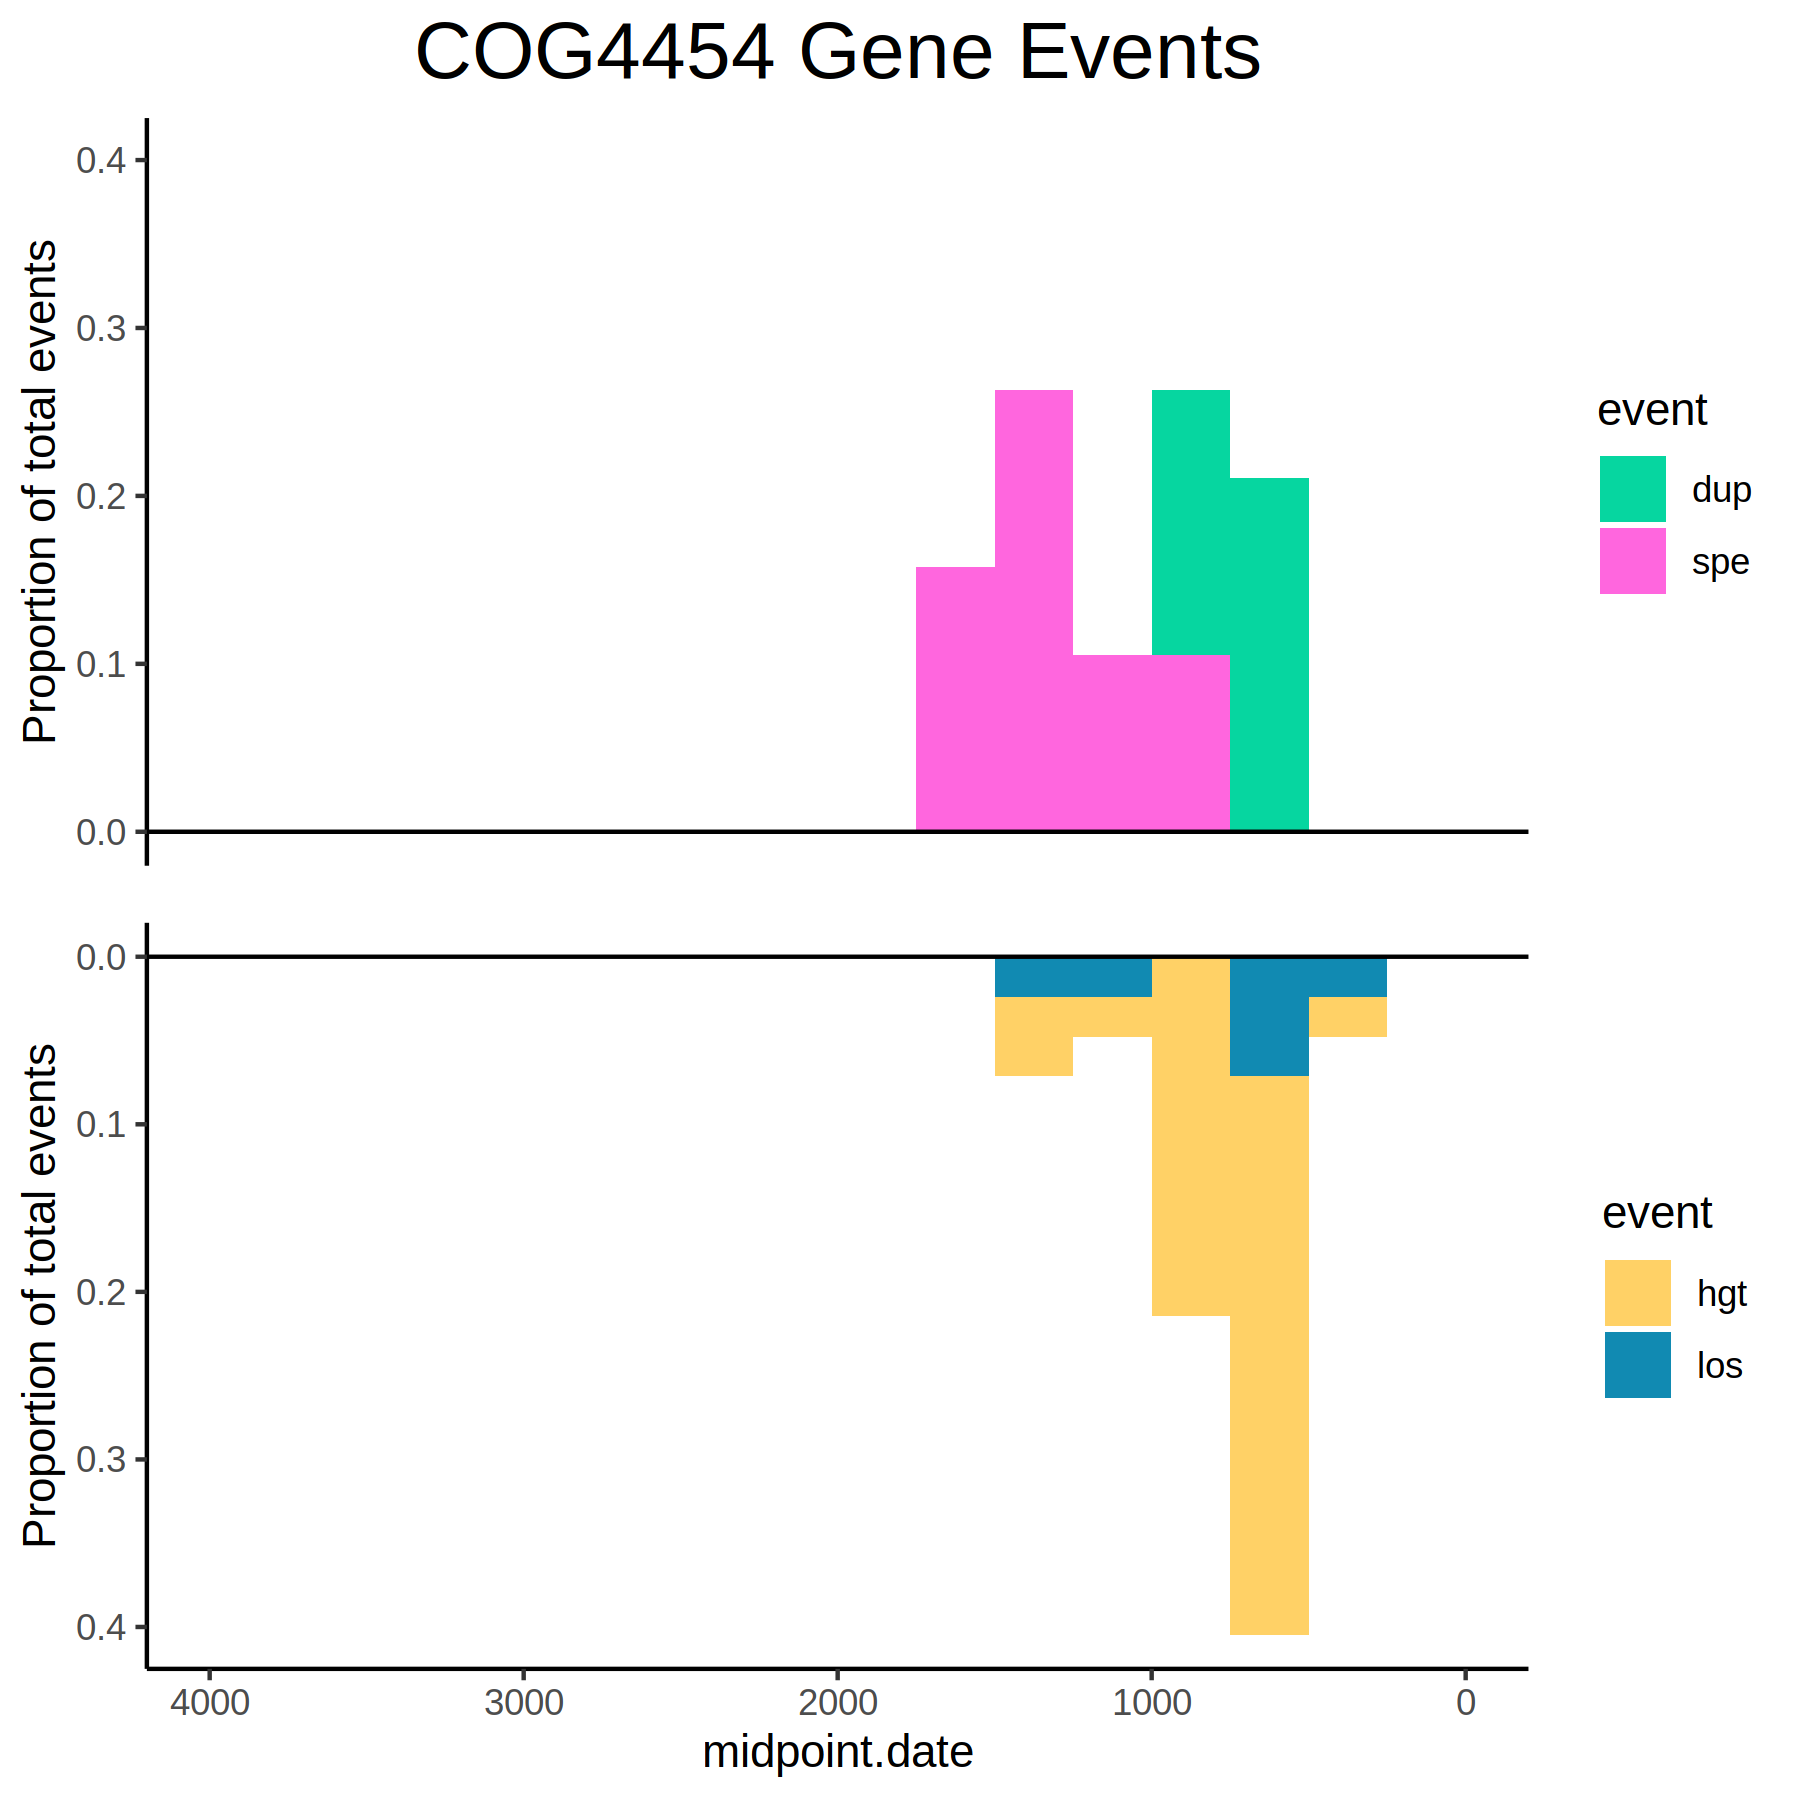 COG4454 Gene Events
Proportion of total events
0.4
0.3
0.2
0.1
0.0
event
dup
spe
Proportion of total events
0.0
0.1
0.2
0.3
0.4
event
hgt
los
4000 3000 2000 1000 0
midpoint.date